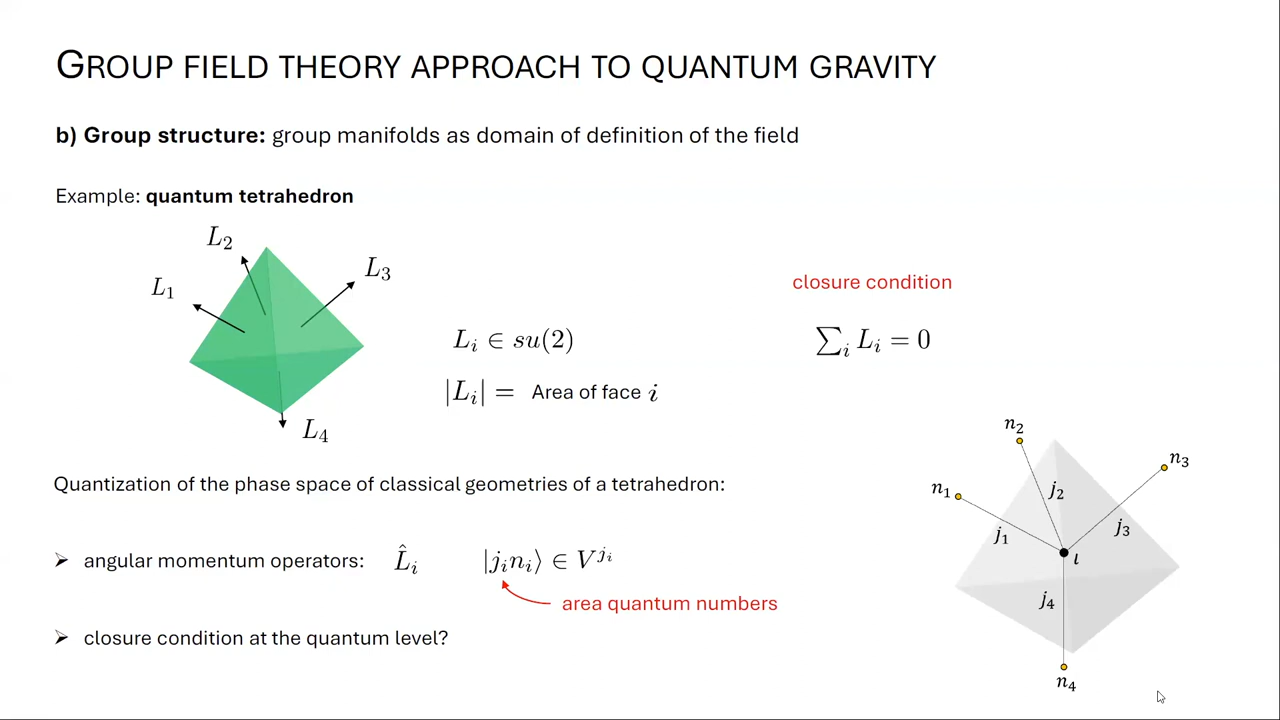 GROUP FIELD THEORY APPROACH TO QUANTUM GRAVITY
b) Group structure: group manifolds as domain of definition of the field
Example: quantum tetrahedron
L₂
L₃
L₁
L₄
closure condition
Lᵢ ∈ su(2)
∑ᵢ Lᵢ = 0
|Lᵢ| = Area of face i
Quantization of the phase space of classical geometries of a tetrahedron:
➢ angular momentum operators: L̂ᵢ |jᵢnᵢ⟩ ∈ V^{jᵢ}
area quantum numbers
➢ closure condition at the quantum level?
n₂
n₃
n₁
j₂
j₃
j₁
ι
j₄
n₄